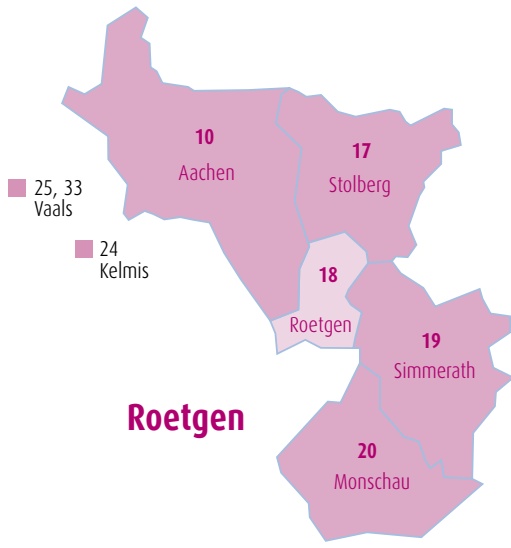 10
Aachen
17
Stolberg
25, 33
Vaals
24
Kelmis
18
Roetgen
19
Simmerath
Roetgen
20
Monschau